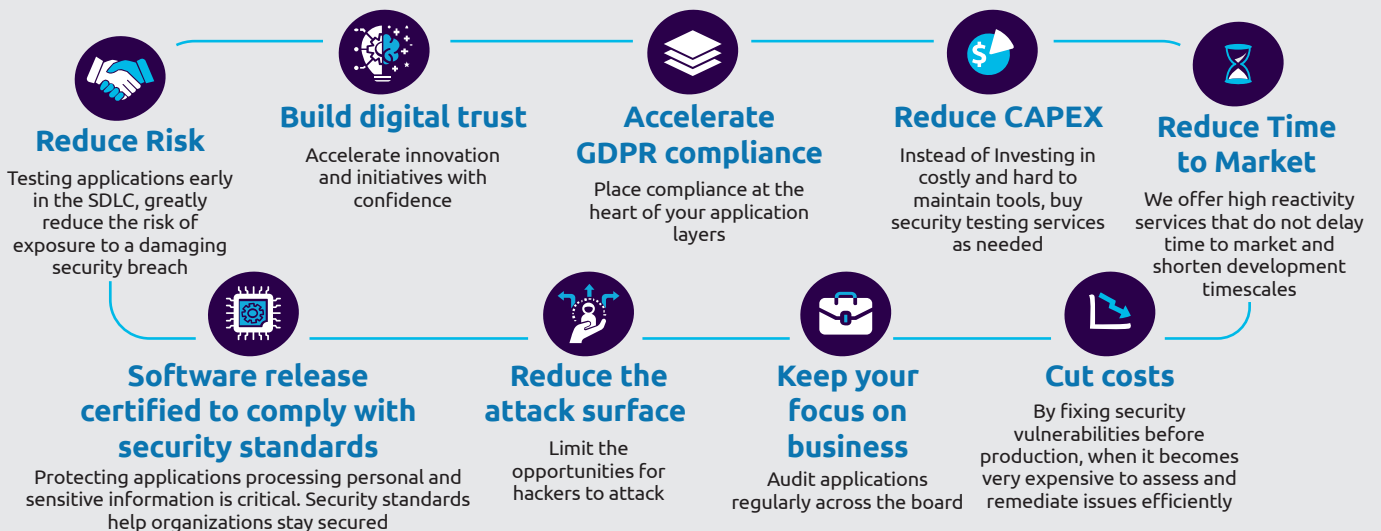 Reduce Risk
Testing applications early
in the SDLC, greatly
reduce the risk of
exposure to a damaging
security breach
Build digital trust
Accelerate innovation
and initiatives with
confidence
Accelerate
GDPR compliance
Place compliance at the
heart of your application
layers
Reduce CAPEX
Instead of Investing in
costly and hard to
maintain tools, buy
security testing services
as needed
Reduce Time
to Market
We offer high reactivity
services that do not delay
time to market and
shorten development
timescales
Software release
certified to comply with
security standards
Protecting applications processing personal and
sensitive information is critical. Security standards
help organizations stay secured
Reduce the
attack surface
Limit the
opportunities for
hackers to attack
Keep your
focus on
business
Audit applications
regularly across the board
Cut costs
By fixing security
vulnerabilities before
production, when it becomes
very expensive to assess and
remediate issues efficiently